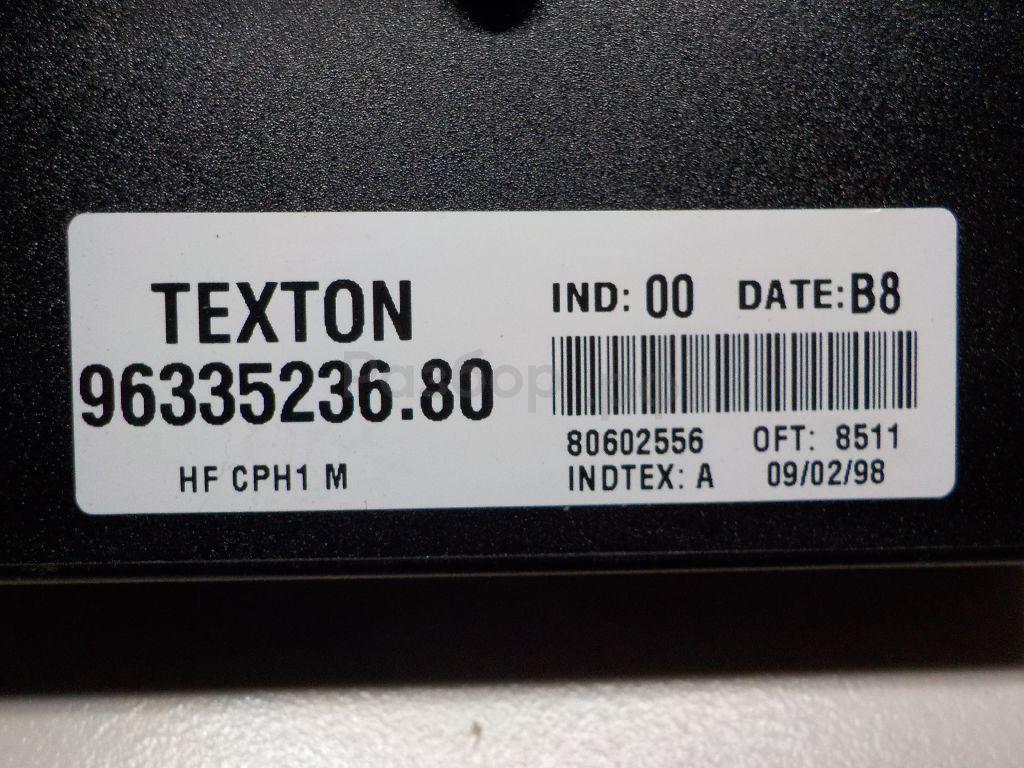 TEXTON
96335236.80
HF CPH1 M
IND: 00 DATE: B8
80602556 OFT: 8511
INDTEX: A 09/02/98